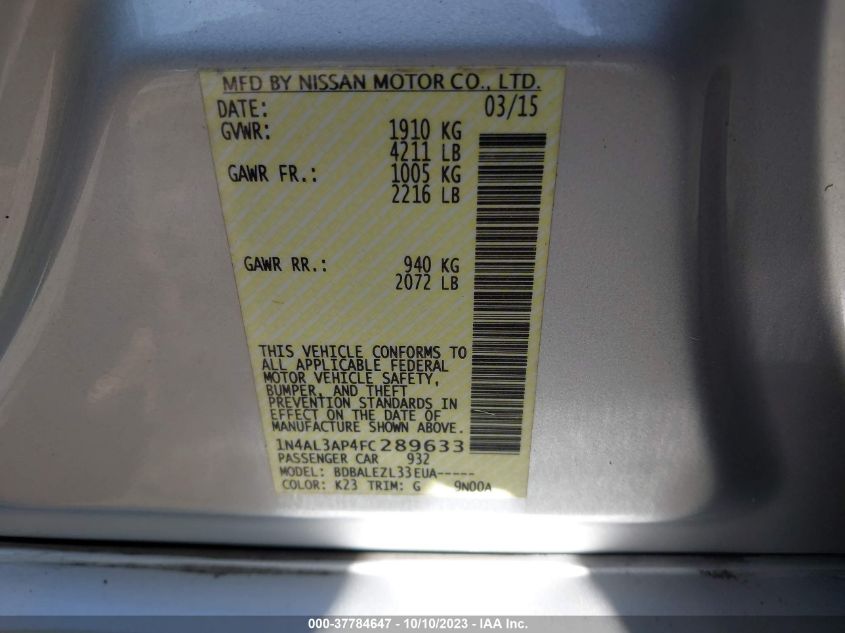 MFD BY NISSAN MOTOR CO., LTD.
DATE: 03/15
GVWR: 1910 KG
4211 LB
GAWR FR.: 1005 KG
2216 LB
GAWR RR.: 940 KG
2072 LB
THIS VEHICLE CONFORMS TO
ALL APPLICABLE FEDERAL
MOTOR VEHICLE SAFETY,
BUMPER, AND THEFT
PREVENTION STANDARDS IN
EFFECT ON THE DATE OF
MANUFACTURE SHOWN ABOVE.
1N4AL3AP4FC289633
PASSENGER CAR 932
MODEL: BDBALEZL33EUA-----
COLOR: K23 TRIM: G 9N00A
000-37784647 - 10/10/2023 - IAA Inc.